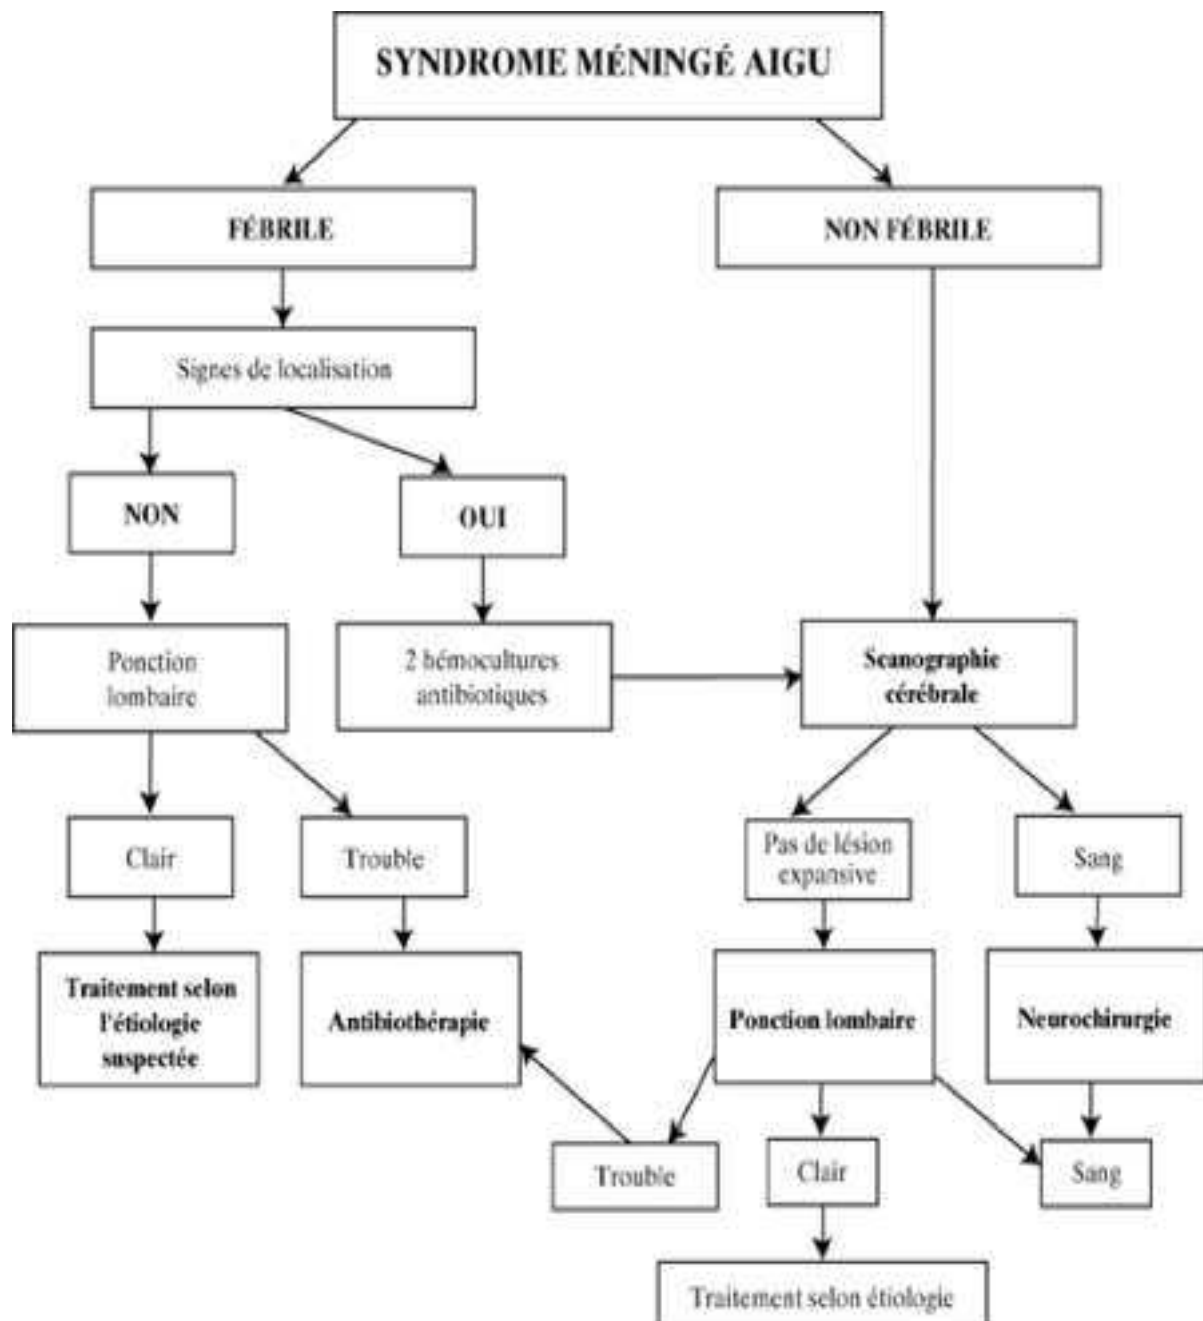 SYNDROME MÉNINGÉ AIGU
FÉBRILE
NON FÉBRILE
Signes de localisation
NON
OUI
Ponction
lombaire
2 hémocultures
antibiotiques
Scanographie
cérébrale
Clair
Trouble
Pas de lésion
expansive
Sang
Traitement selon
l'étiologie
suspectée
Antibiothérapie
Ponction lombaire
Neurochirurgie
Trouble
Clair
Sang
Traitement selon étiologie